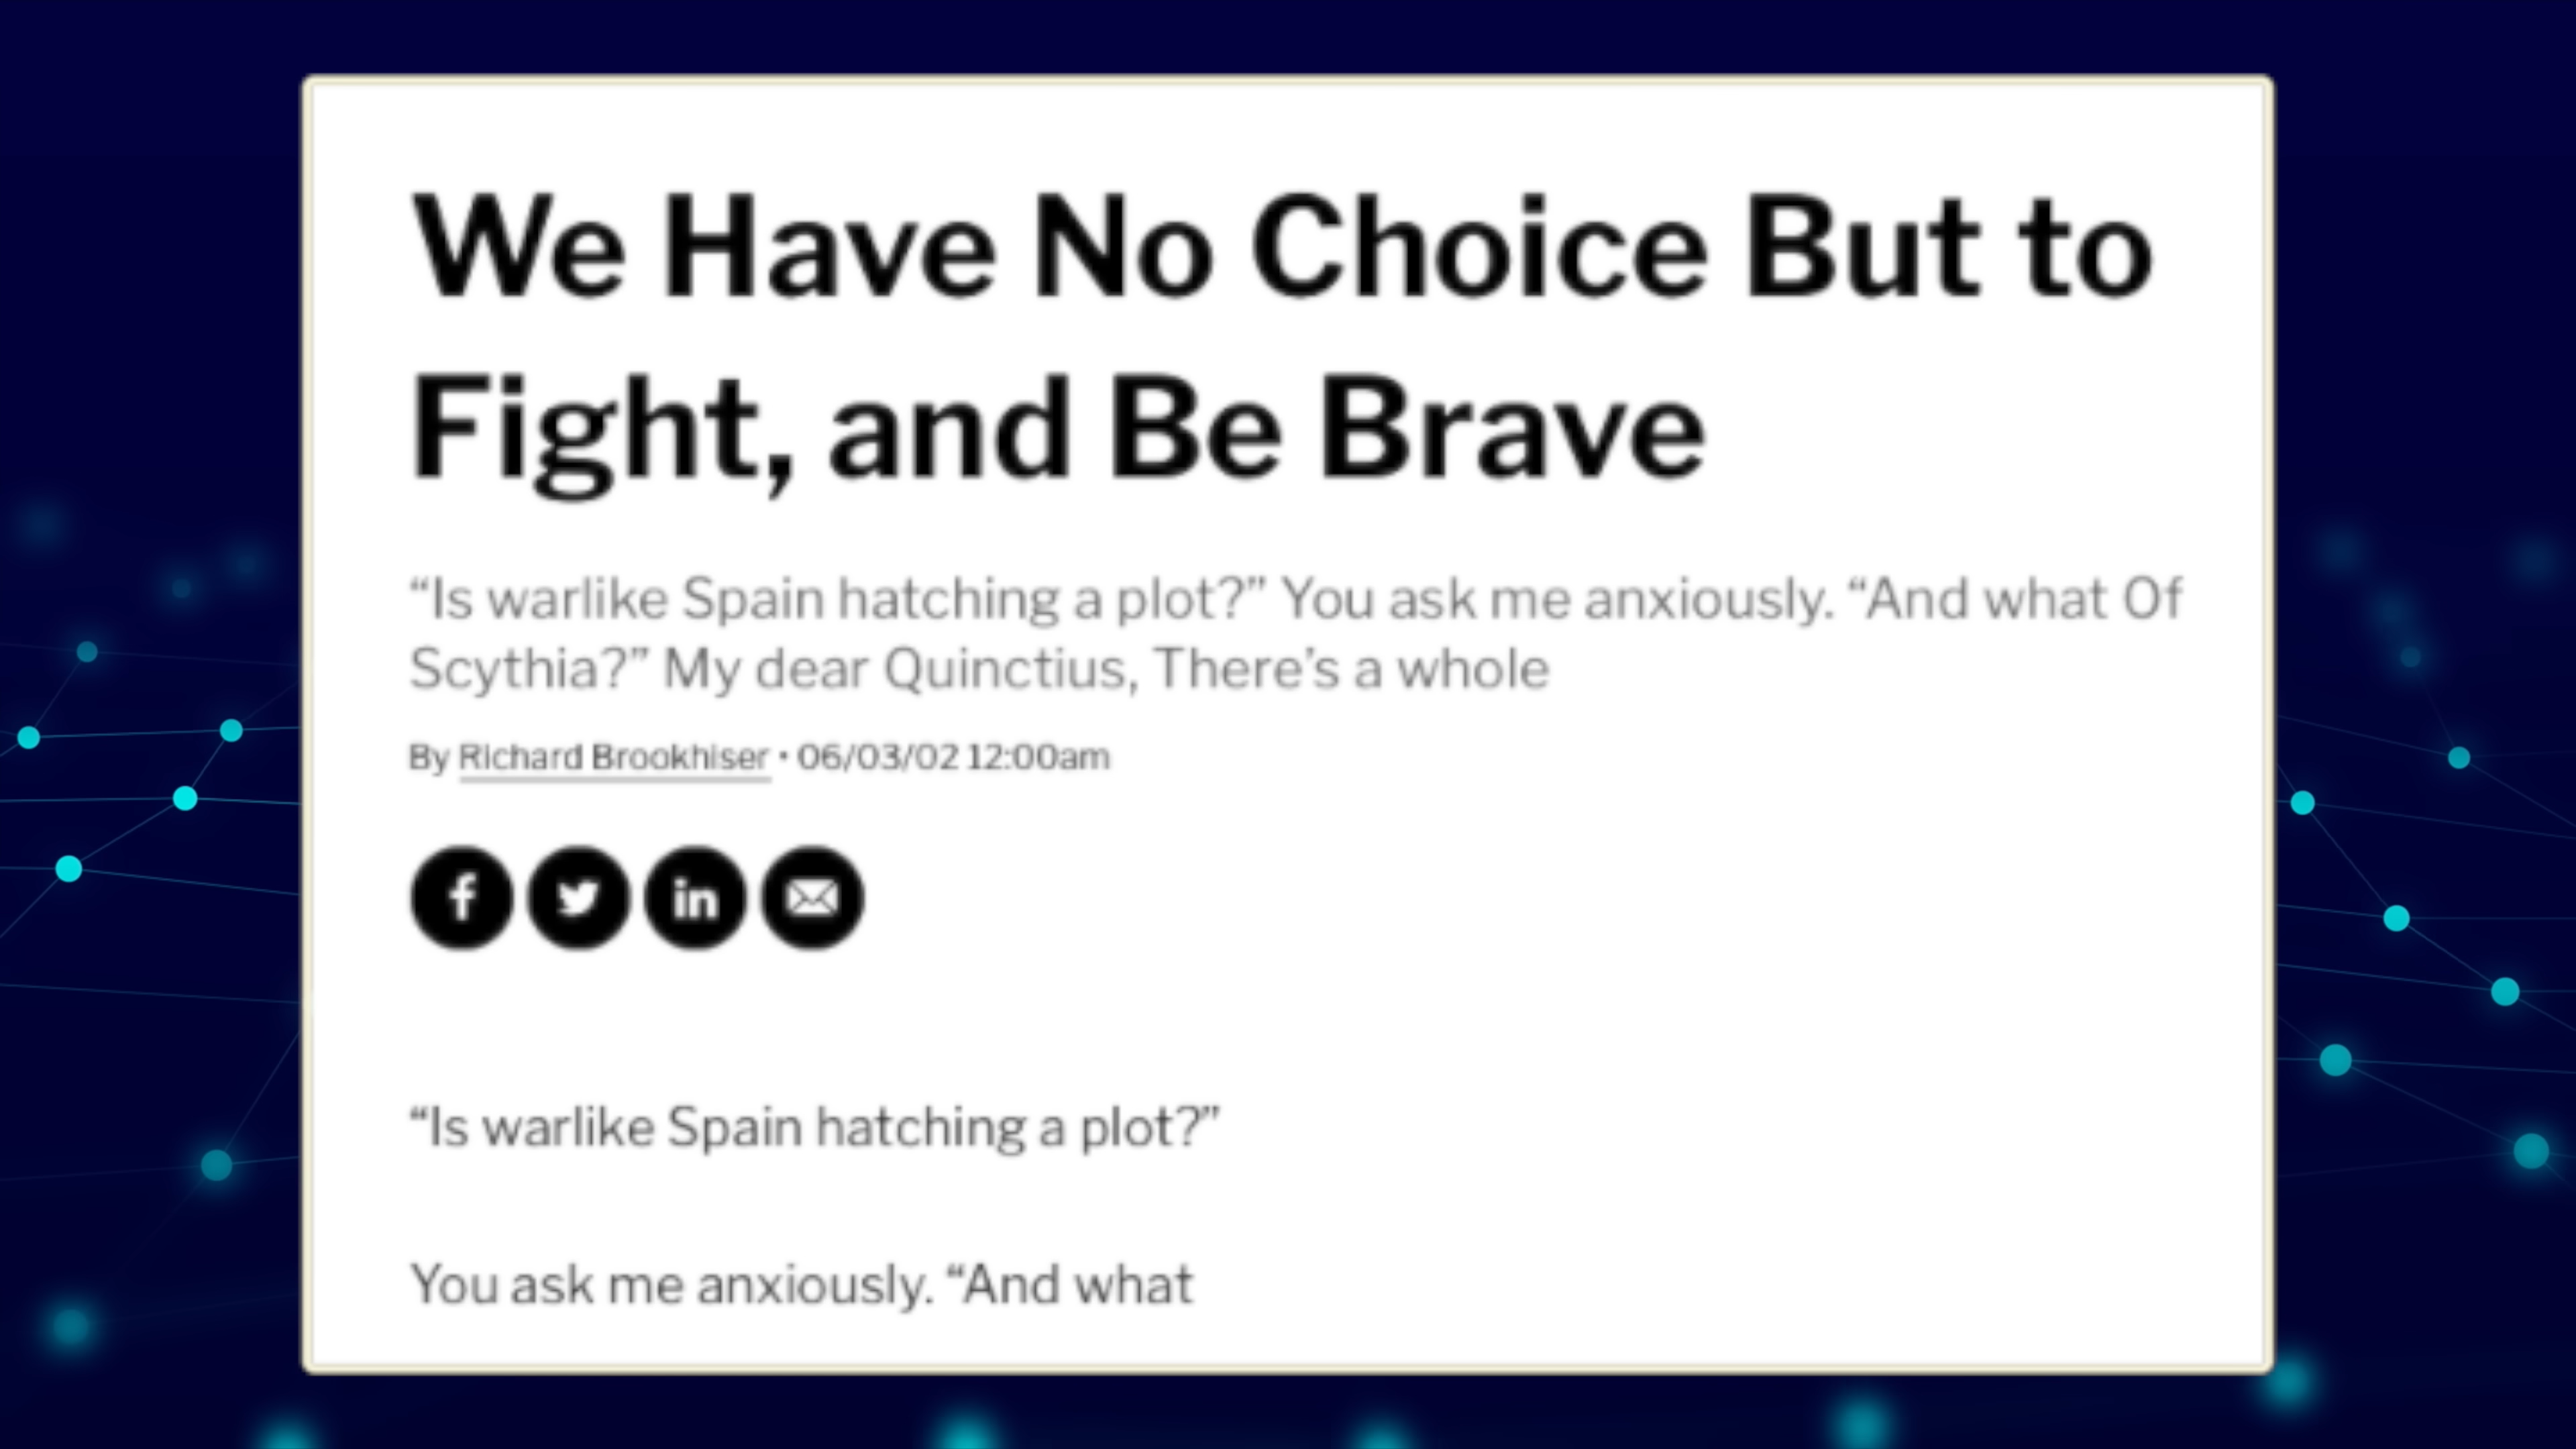 We Have No Choice But to
Fight, and Be Brave
“Is warlike Spain hatching a plot?” You ask me anxiously. “And what Of
Scythia?” My dear Quinctius, There’s a whole
By Richard Brookhiser • 06/03/02 12:00am
“Is warlike Spain hatching a plot?”
You ask me anxiously. “And what